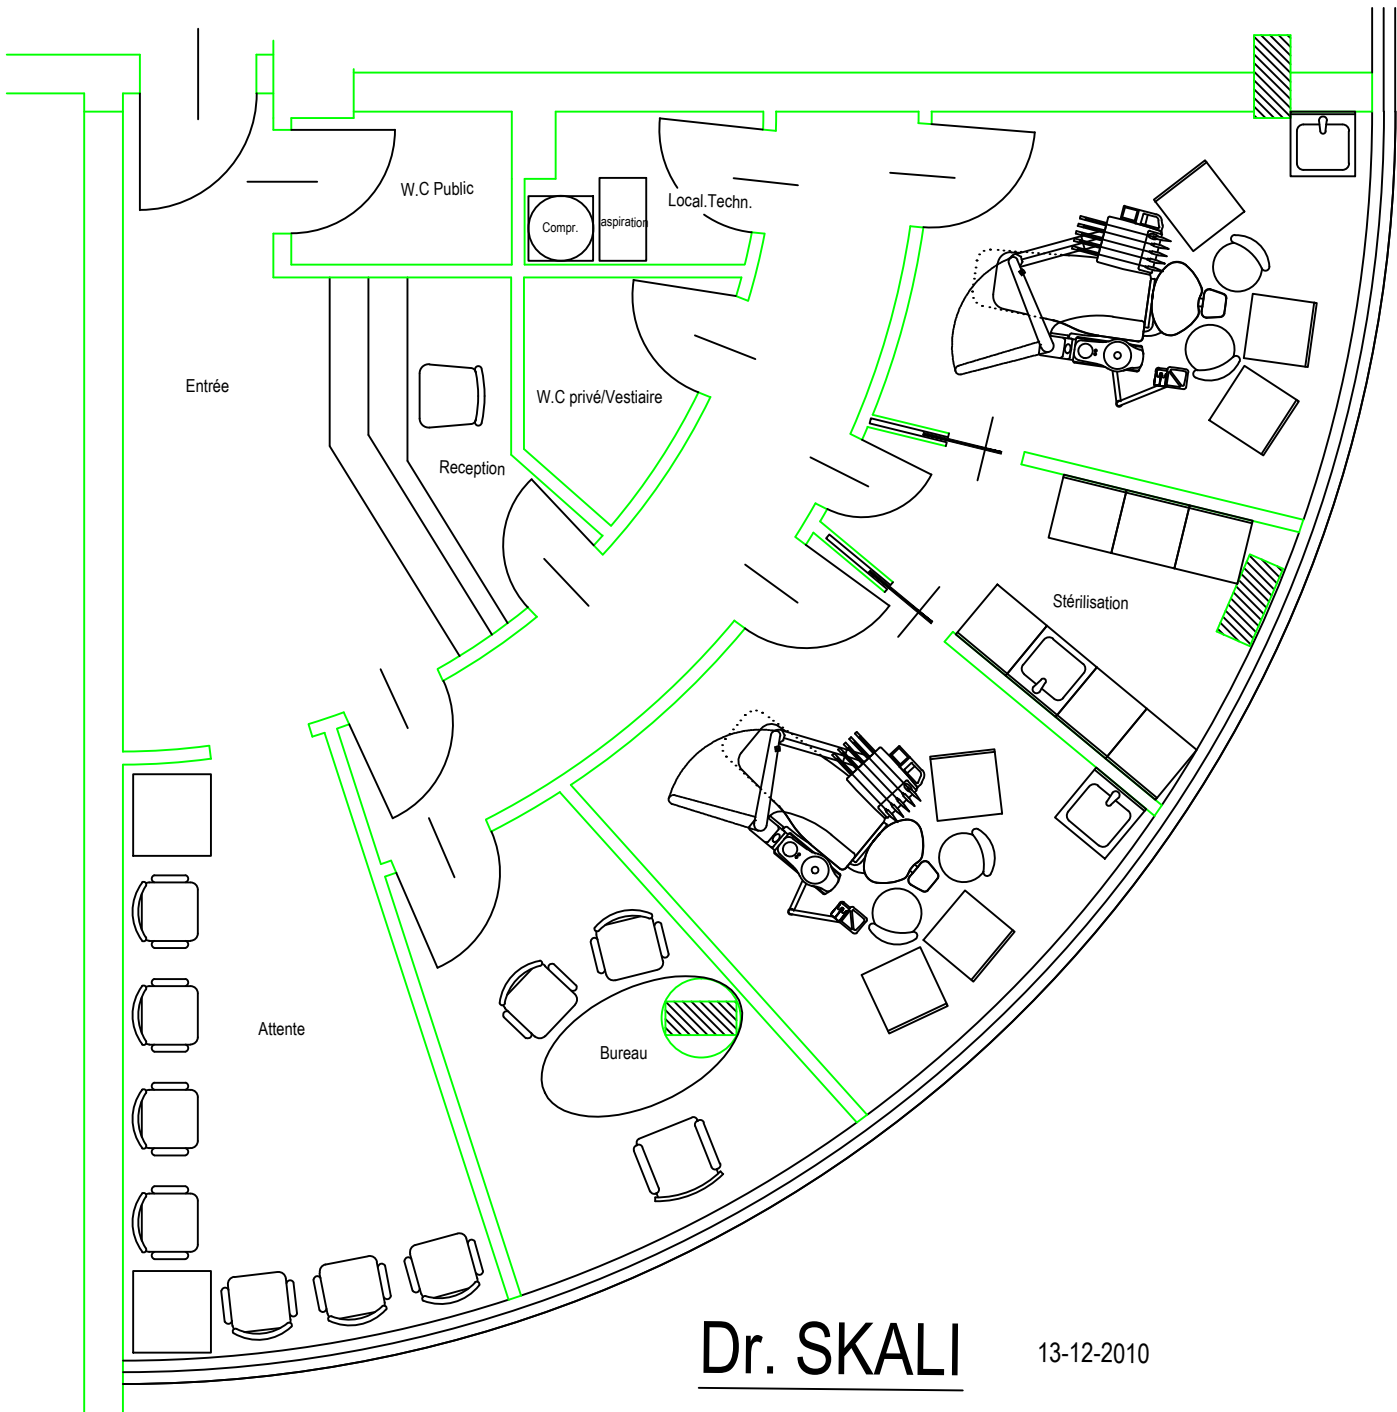 W.C Public
Local.Techn.
Compr.
aspiration
Entrée
W.C privé/Vestiaire
Reception
Stérilisation
Attente
Bureau
Dr. SKALI
13-12-2010